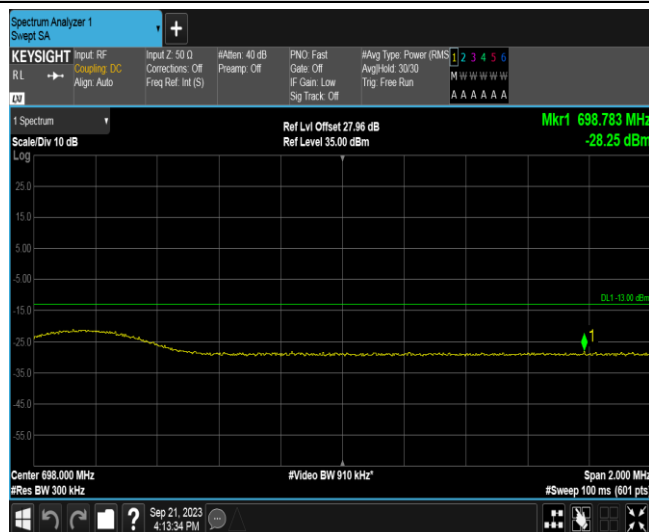 Spectrum Analyzer 1
Swept SA
KEYSIGHT
RL
Input: RF
Coupling: DC
Align: Auto
Input Z: 50 Ω
Corrections: Off
Freq Ref: Int (S)
#Atten: 40 dB
Preamp: Off
PNO: Fast
Gate: Off
IF Gain: Low
Sig Track: Off
#Avg Type: Power (RMS
Avg|Hold: 30/30
Trig: Free Run
1 2 3 4 5 6
M W W W W W
A A A A A A
LXI
1 Spectrum
Scale/Div 10 dB
Ref Lvl Offset 27.96 dB
Ref Level 35.00 dBm
Mkr1 698.783 MHz
-28.25 dBm
Log
25.0
15.0
5.00
-5.00
DL1 -13.00 dBm
-15.0
-25.0
1
-35.0
-45.0
-55.0
Center 698.000 MHz
#Res BW 300 kHz
#Video BW 910 kHz*
Span 2.000 MHz
#Sweep 100 ms (601 pts)
?
Sep 21, 2023
4:13:34 PM